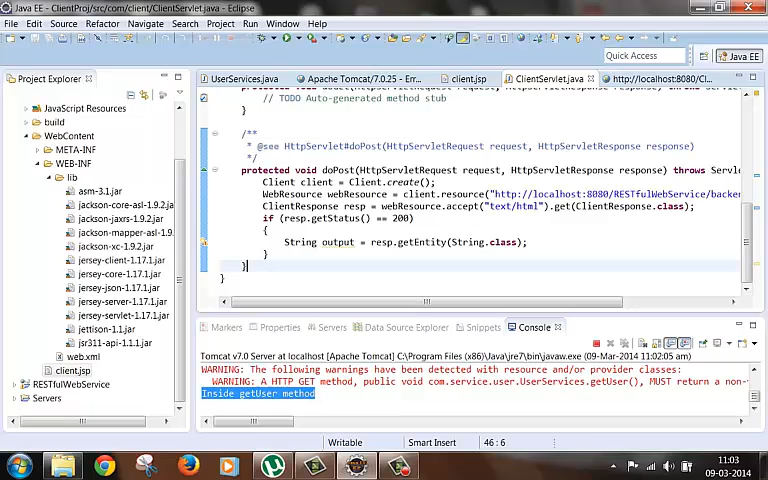 Java EE - ClientProj/src/com/client/ClientServlet.java - Eclipse
File Edit Source Refactor Navigate Search Project Run Window Help
Quick Access
Java EE
Project Explorer
JavaScript Resources
build
WebContent
META-INF
WEB-INF
lib
asm-3.1.jar
jackson-core-asl-1.9.2.ja
jackson-jaxrs-1.9.2.jar
jackson-mapper-asl-1.9.
jackson-xc-1.9.2.jar
jersey-client-1.17.1.jar
jersey-core-1.17.1.jar
jersey-json-1.17.1.jar
jersey-server-1.17.1.jar
jersey-servlet-1.17.1.jar
jettison-1.1.jar
jsr311-api-1.1.1.jar
web.xml
client.jsp
RESTfulWebService
Servers
UserServices.java
Apache Tomcat/7.0.25 - Err...
client.jsp
ClientServlet.java
http://localhost:8080/Cl...
// TODO Auto-generated method stub
}
/**
* @see HttpServlet#doPost(HttpServletRequest request, HttpServletResponse response)
*/
protected void doPost(HttpServletRequest request, HttpServletResponse response) throws Servle
Client client = Client.create();
WebResource webResource = client.resource("http://localhost:8080/RESTfulWebService/backen
ClientResponse resp = webResource.accept("text/html").get(ClientResponse.class);
if (resp.getStatus() == 200)
{
String output = resp.getEntity(String.class);
}
}
}
Markers Properties Servers Data Source Explorer Snippets Console
Tomcat v7.0 Server at localhost [Apache Tomcat] C:\Program Files\Java\jre7\bin\javaw.exe (09-Mar-2014 11:02:05 am)
WARNING: The following warnings have been detected with resource and/or provider classes:
WARNING: A HTTP GET method, public void com.service.user.UserServices.getUser(), MUST return a non-v
Inside getUser method
Writable
Smart Insert
46 : 6
11:03
09-03-2014